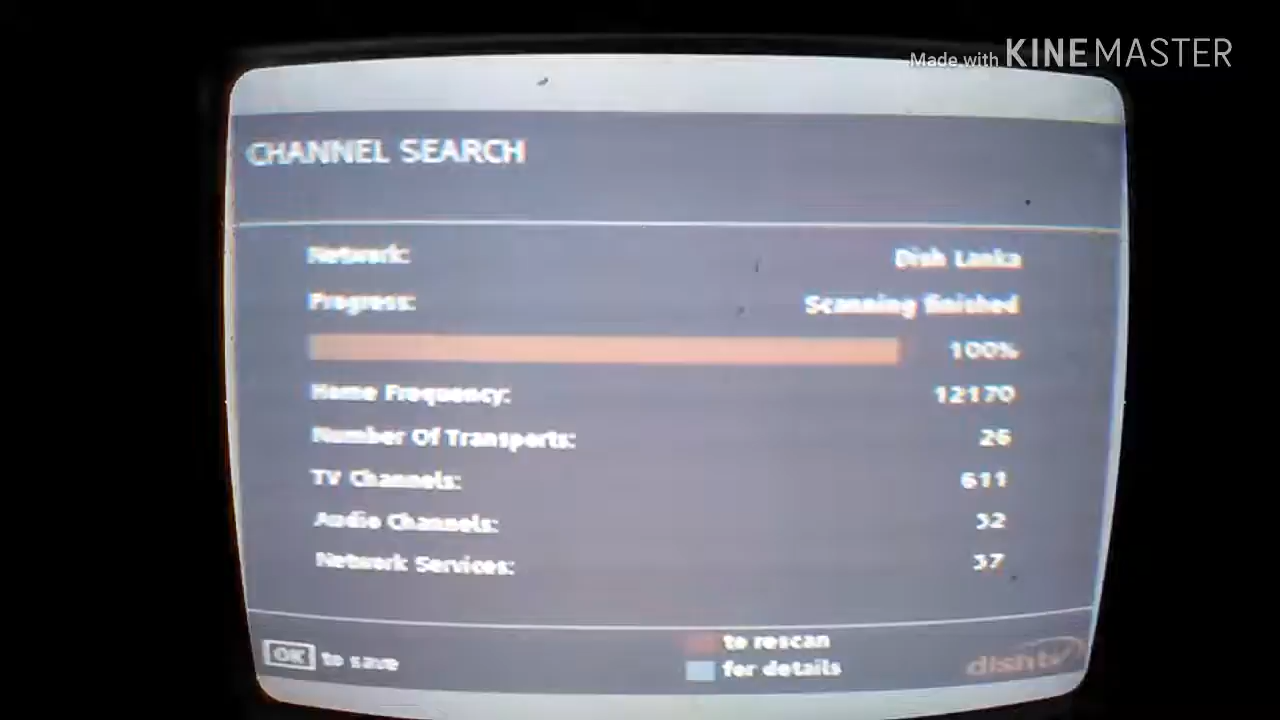 Made with KINEMASTER
CHANNEL SEARCH
Network: Dish Lanka
Progress: Scanning finished
100%
Home Frequency: 12170
Number Of Transports: 26
TV Channels: 611
Audio Channels: 32
Network Services: 37
OK to save
to rescan
for details
dishtv